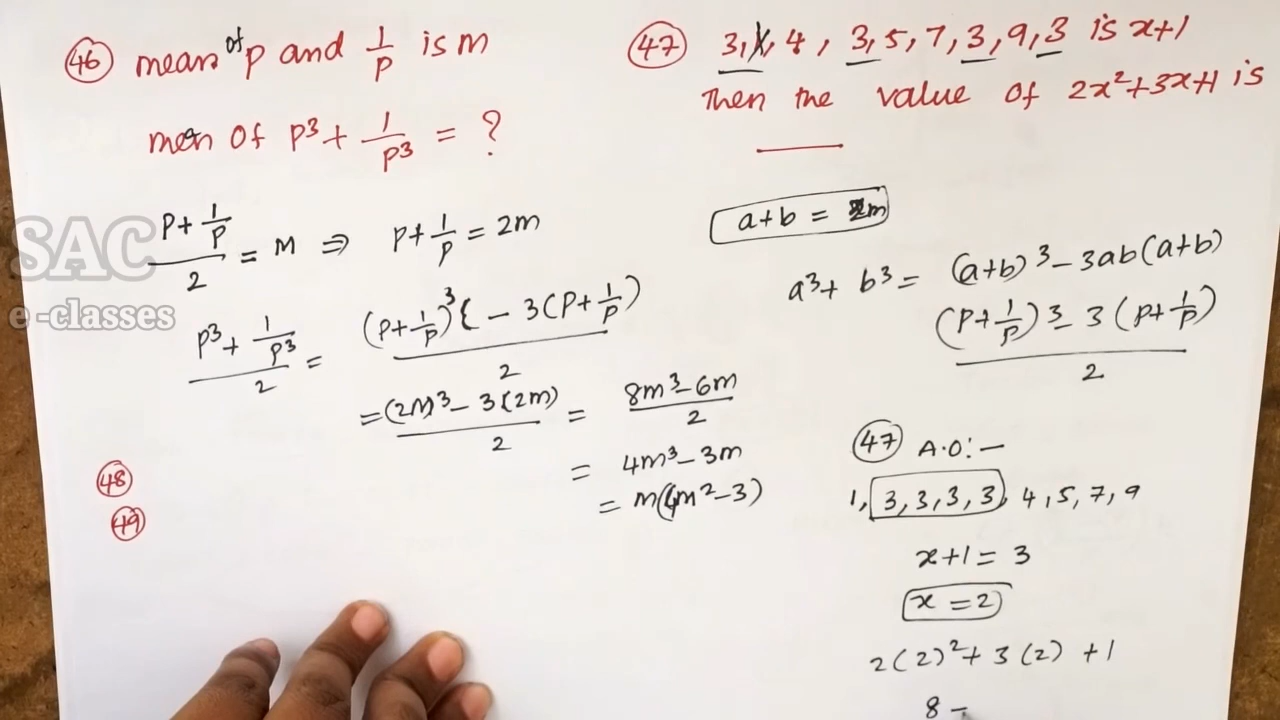 46 mean of p and 1/p is m
mean of p³ + 1/p³ = ?
47 3, 1, 4, 3, 5, 7, 3, 9, 3 is x+1
Then the value of 2x²+3x+1 is
SAC
e-classes
(p + 1/p)/2 = M ⇒ p + 1/p = 2m
(p³ + 1/p³)/2 = ((p + 1/p)³ { - 3(p + 1/p))/2
= ((2M)³ - 3(2m))/2 = (8m³ - 6m)/2
= 4m³ - 3m
= m(4m² - 3)
a+b = 2m
a³ + b³ = (a+b)³ - 3ab(a+b)
((p + 1/p)3 - 3(p + 1/p))/2
47 A.O:-
1, 3, 3, 3, 3, 4, 5, 7, 9
x+1 = 3
x = 2
2(2)² + 3(2) + 1
8 -
48
49